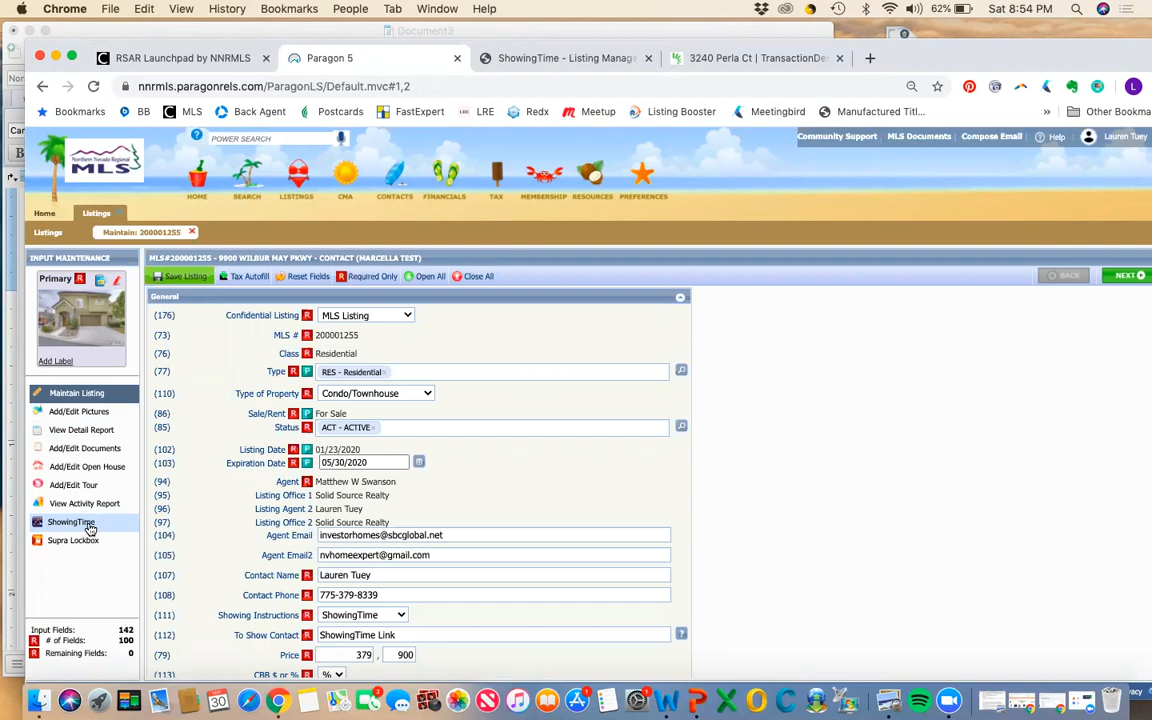 Chrome File Edit View History Bookmarks People Tab Window Help 62% Sat 8:54 PM
Document3
RSAR Launchpad by NNRMLS × Paragon 5 × ShowingTime - Listing Manage × 3240 Perla Ct | TransactionDe × +
nnrmls.paragonrels.com/ParagonLS/Default.mvc#1,2 L
Bookmarks BB MLS Back Agent Postcards FastExpert LRE Redx Meetup Listing Booster Meetingbird Manufactured Titl... » Other Bookma
POWER SEARCH Community Support MLS Documents Compose Email Help Lauren Tuey
Northern Nevada Regional
MLS
HOME SEARCH LISTINGS CMA CONTACTS FINANCIALS TAX MEMBERSHIP RESOURCES PREFERENCES
Home Listings
Listings Maintain: 200001255
INPUT MAINTENANCE MLS#200001255 - 9900 WILBUR MAY PKWY - CONTACT (MARCELLA TEST)
Primary R Save Listing Tax Autofill Reset Fields R Required Only Open All Close All BACK NEXT
General
(176) Confidential Listing R MLS Listing
(73) MLS # R 200001255
(76) Class R Residential
(77) Type R P RES - Residential
Add Label
(110) Type of Property R Condo/Townhouse
Maintain Listing
(86) Sale/Rent R P For Sale
Add/Edit Pictures
(85) Status R P ACT - ACTIVE
View Detail Report
(102) Listing Date R P 01/23/2020
Add/Edit Documents
(103) Expiration Date R P 05/30/2020
Add/Edit Open House
(94) Agent R Matthew W Swanson
Add/Edit Tour
(95) Listing Office 1 Solid Source Realty
View Activity Report
(96) Listing Agent 2 Lauren Tuey
ShowingTime
(97) Listing Office 2 Solid Source Realty
(104) Agent Email R investorhomes@sbcglobal.net
Supra Lockbox
(105) Agent Email2 nvhomeexpert@gmail.com
(107) Contact Name R Lauren Tuey
(108) Contact Phone R 775-379-8339
(111) Showing Instructions R ShowingTime
Input Fields: 142
R # of Fields: 100
(112) To Show Contact R ShowingTime Link
R Remaining Fields: 0
(79) Price R 379 , 900
(113) CBB $ or % R %